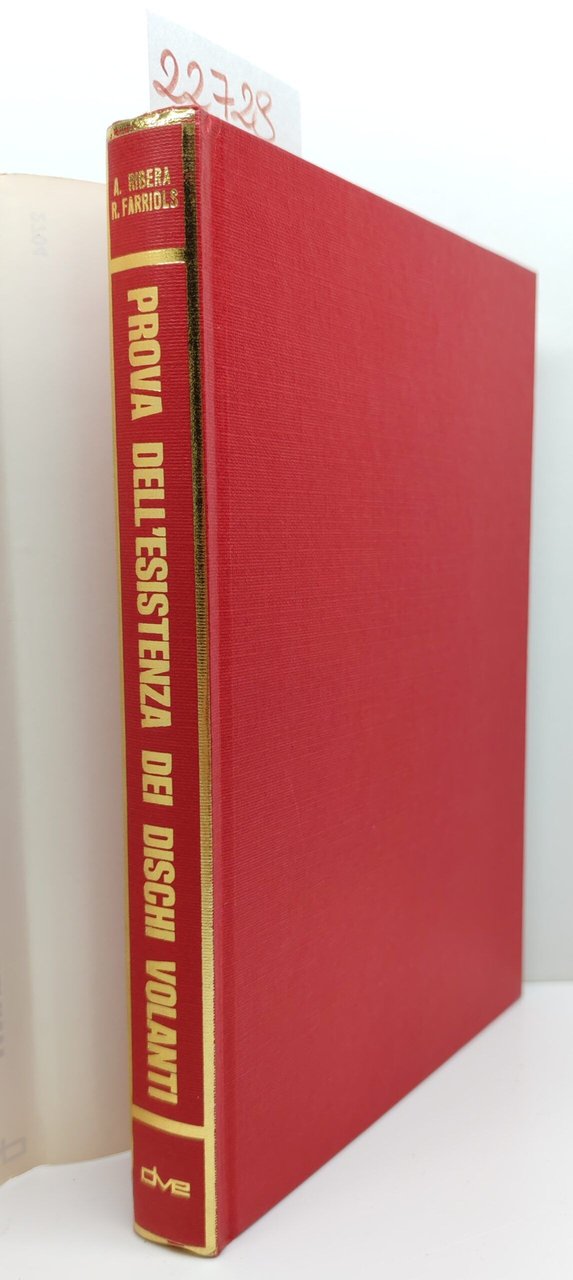 22728
A. RIBERA
R. FARRIOLS
PROVA DELL'ESISTENZA DEI DISCHI VOLANTI
dve